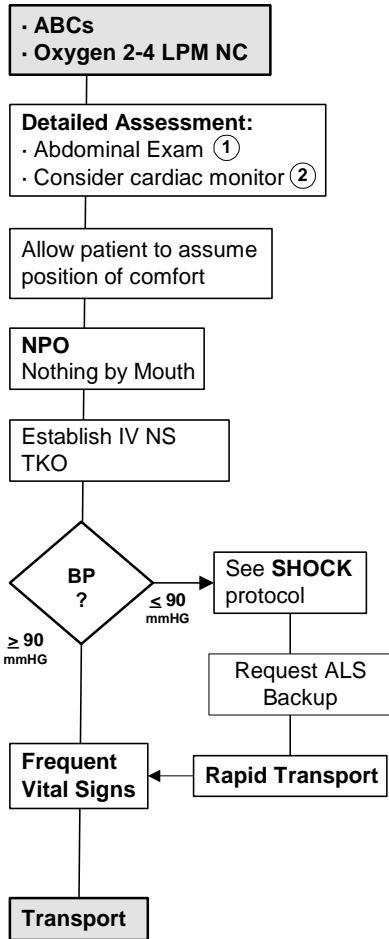 · ABCs
· Oxygen 2-4 LPM NC
Detailed Assessment:
· Abdominal Exam 1
· Consider cardiac monitor 2
Allow patient to assume
position of comfort
NPO
Nothing by Mouth
Establish IV NS
TKO
BP
?
≤ 90
mmHG
≥ 90
mmHG
See SHOCK
protocol
Request ALS
Backup
Rapid Transport
Frequent
Vital Signs
Transport